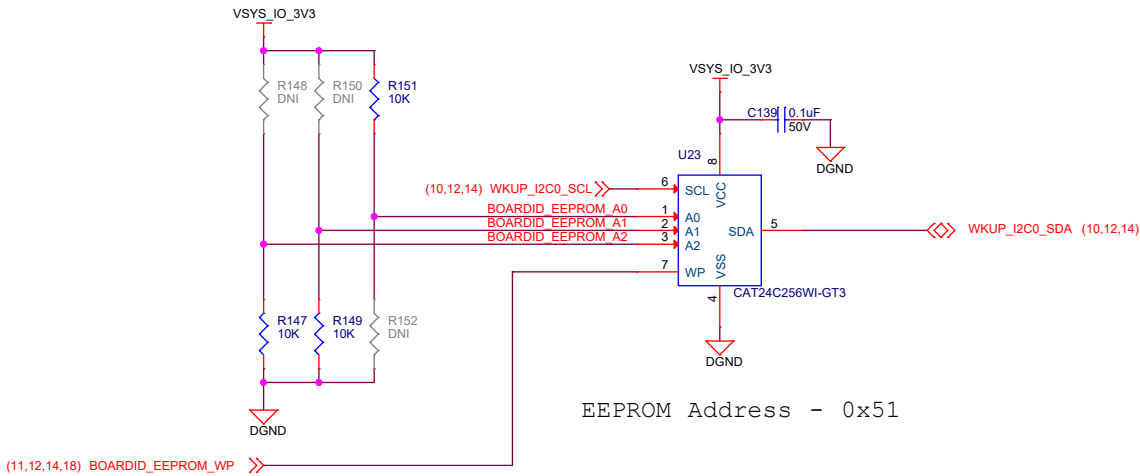 VSYS_IO_3V3
R148
DNI
R150
DNI
R151
10K
VSYS_IO_3V3
C139
0.1uF
50V
DGND
U23
8
VCC
(10,12,14) WKUP_I2C0_SCL
6
SCL
BOARDID_EEPROM_A0
1
A0
BOARDID_EEPROM_A1
2
A1
BOARDID_EEPROM_A2
3
A2
SDA
5
WKUP_I2C0_SDA (10,12,14)
7
WP
VSS
4
CAT24C256WI-GT3
DGND
R147
10K
R149
10K
R152
DNI
DGND
EEPROM Address - 0x51
(11,12,14,18) BOARDID_EEPROM_WP